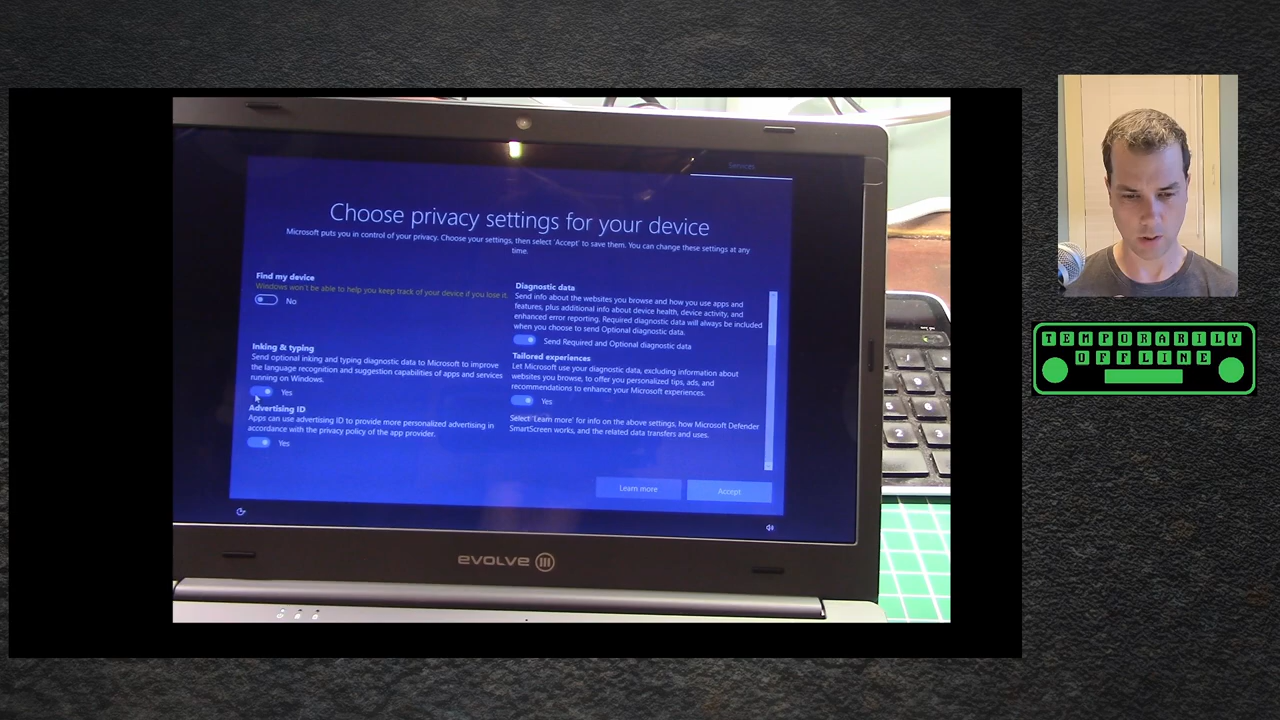 Services
Choose privacy settings for your device
Microsoft puts you in control of your privacy. Choose your settings, then select 'Accept' to save them. You can change these settings at any
time.
Find my device
Windows won't be able to help you keep track of your device if you lose it.
No
Inking & typing
Send optional inking and typing diagnostic data to Microsoft to improve
the language recognition and suggestion capabilities of apps and services
running on Windows.
Yes
Advertising ID
Apps can use advertising ID to provide more personalized advertising in
accordance with the privacy policy of the app provider.
Yes
Diagnostic data
Send info about the websites you browse and how you use apps and
features, plus additional info about device health, device activity, and
enhanced error reporting. Required diagnostic data will always be included
when you choose to send Optional diagnostic data.
Send Required and Optional diagnostic data
Tailored experiences
Let Microsoft use your diagnostic data, excluding information about
websites you browse, to offer you personalized tips, ads, and
recommendations to enhance your Microsoft experiences.
Yes
Select 'Learn more' for info on the above settings, how Microsoft Defender
SmartScreen works, and the related data transfers and uses.
Learn more
Accept
evolve III
TEMPORARILY
OFFLINE